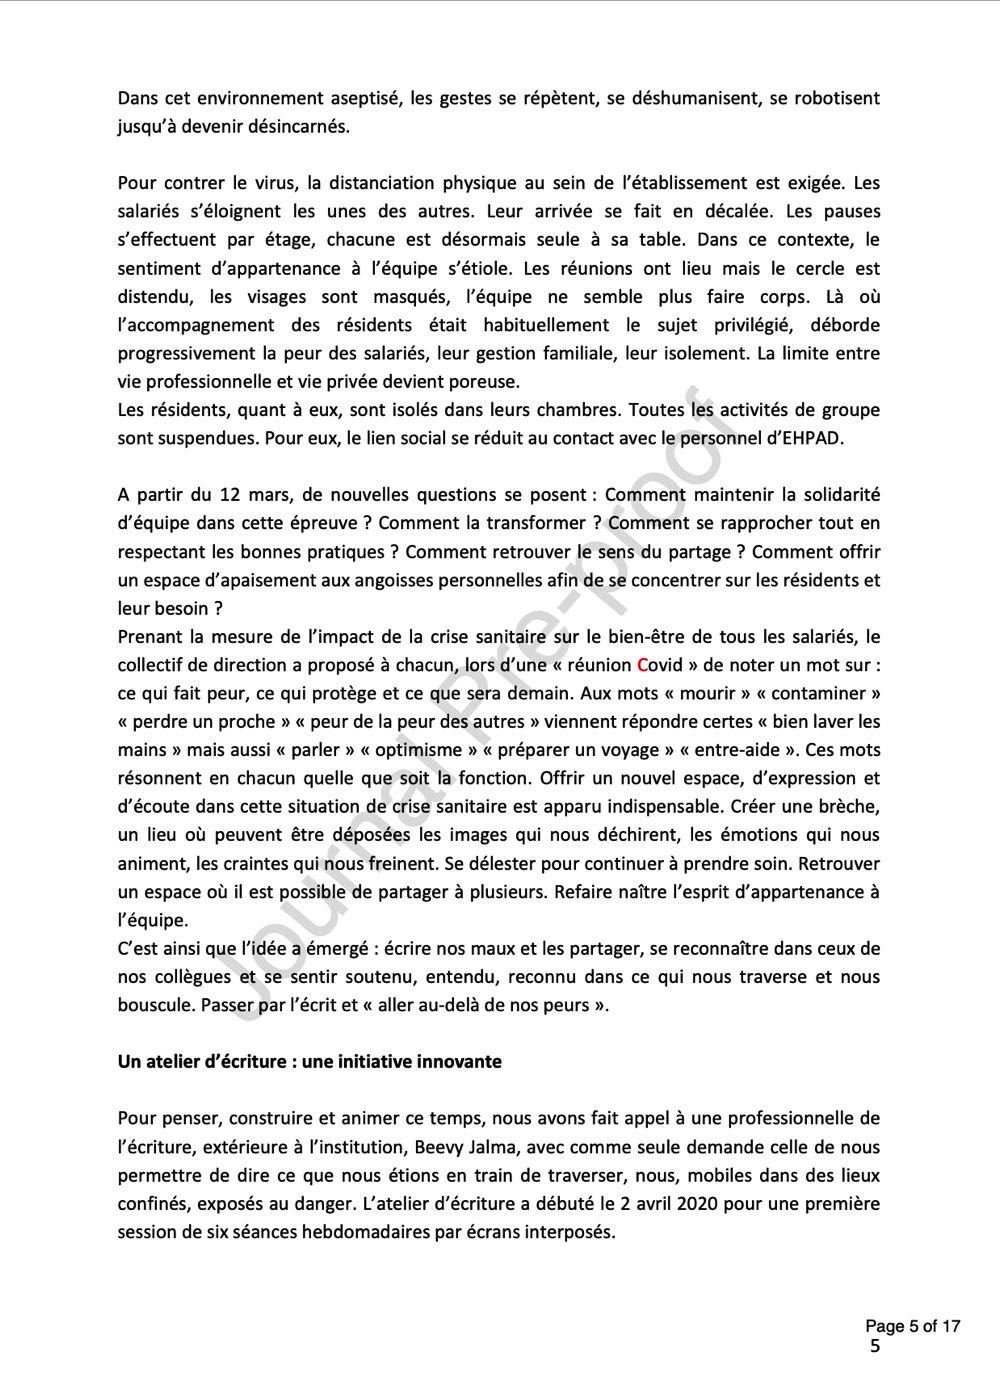 Dans cet environnement aseptisé, les gestes se répètent, se déshumanisent, se robotisent
jusqu’à devenir désincarnés.
Pour contrer le virus, la distanciation physique au sein de l’établissement est exigée. Les
salariés s’éloignent les unes des autres. Leur arrivée se fait en décalée. Les pauses
s’effectuent par étage, chacune est désormais seule à sa table. Dans ce contexte, le
sentiment d’appartenance à l’équipe s’étiole. Les réunions ont lieu mais le cercle est
distendu, les visages sont masqués, l’équipe ne semble plus faire corps. Là où
l’accompagnement des résidents était habituellement le sujet privilégié, déborde
progressivement la peur des salariés, leur gestion familiale, leur isolement. La limite entre
vie professionnelle et vie privée devient poreuse.
Les résidents, quant à eux, sont isolés dans leurs chambres. Toutes les activités de groupe
sont suspendues. Pour eux, le lien social se réduit au contact avec le personnel d’EHPAD.
A partir du 12 mars, de nouvelles questions se posent : Comment maintenir la solidarité
d’équipe dans cette épreuve ? Comment la transformer ? Comment se rapprocher tout en
respectant les bonnes pratiques ? Comment retrouver le sens du partage ? Comment offrir
un espace d’apaisement aux angoisses personnelles afin de se concentrer sur les résidents et
leur besoin ?
Prenant la mesure de l’impact de la crise sanitaire sur le bien-être de tous les salariés, le
collectif de direction a proposé à chacun, lors d’une « réunion Covid » de noter un mot sur :
ce qui fait peur, ce qui protège et ce que sera demain. Aux mots « mourir » « contaminer »
« perdre un proche » « peur de la peur des autres » viennent répondre certes « bien laver les
mains » mais aussi « parler » « optimisme » « préparer un voyage » « entre-aide ». Ces mots
résonnent en chacun quelle que soit la fonction. Offrir un nouvel espace, d’expression et
d’écoute dans cette situation de crise sanitaire est apparu indispensable. Créer une brèche,
un lieu où peuvent être déposées les images qui nous déchirent, les émotions qui nous
animent, les craintes qui nous freinent. Se délester pour continuer à prendre soin. Retrouver
un espace où il est possible de partager à plusieurs. Refaire naître l’esprit d’appartenance à
l’équipe.
C’est ainsi que l’idée a émergé : écrire nos maux et les partager, se reconnaître dans ceux de
nos collègues et se sentir soutenu, entendu, reconnu dans ce qui nous traverse et nous
bouscule. Passer par l’écrit et « aller au-delà de nos peurs ».
Un atelier d’écriture : une initiative innovante
Pour penser, construire et animer ce temps, nous avons fait appel à une professionnelle de
l’écriture, extérieure à l’institution, Beevy Jalma, avec comme seule demande celle de nous
permettre de dire ce que nous étions en train de traverser, nous, mobiles dans des lieux
confinés, exposés au danger. L’atelier d’écriture a débuté le 2 avril 2020 pour une première
session de six séances hebdomadaires par écrans interposés.
Journal Pre-proof
Page 5 of 17
5